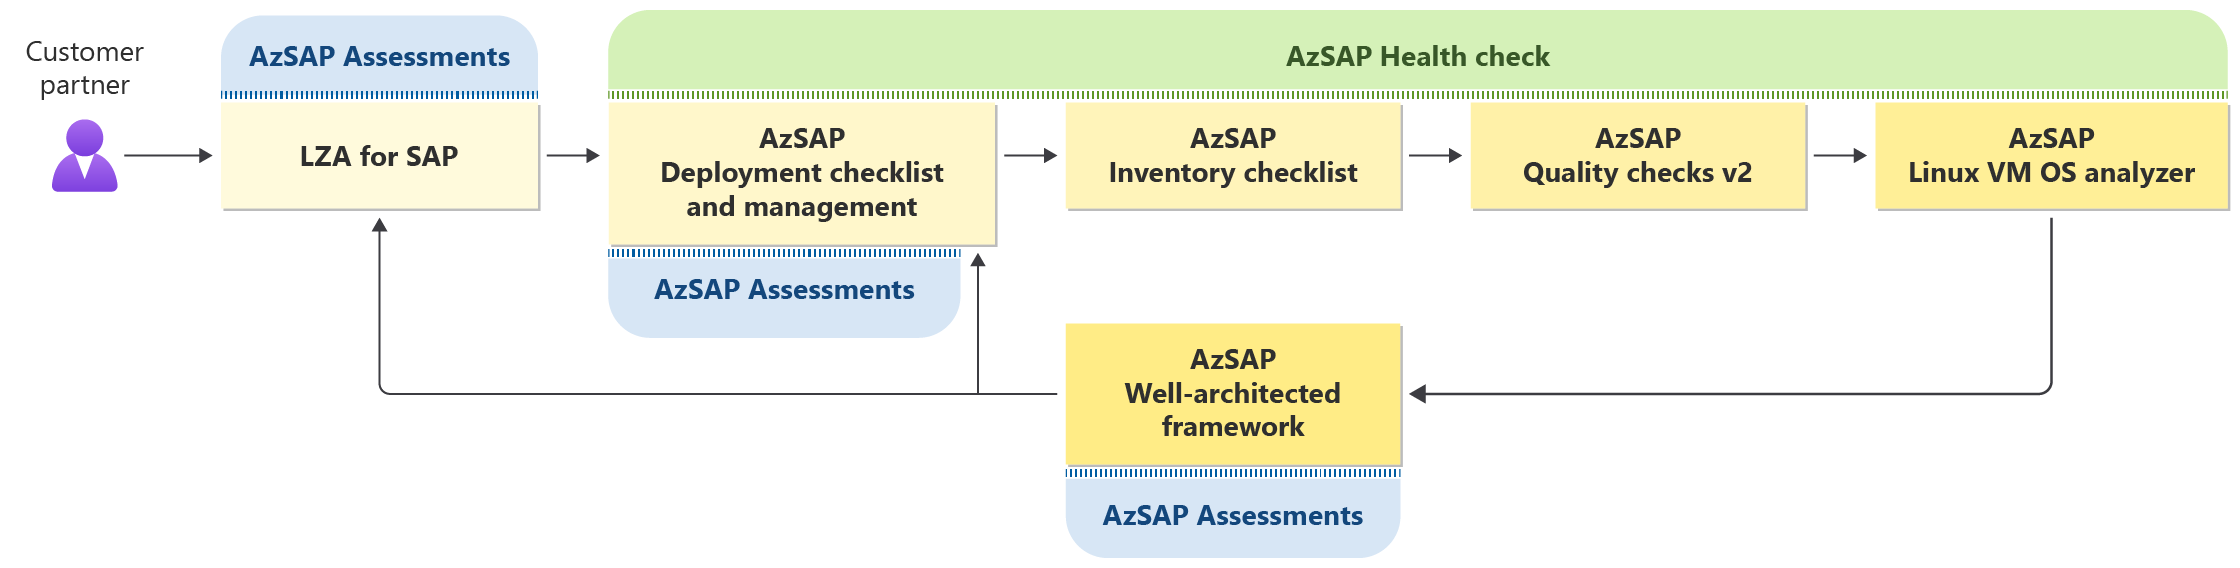 Customer
partner
AzSAP Assessments
LZA for SAP
AzSAP Health check
AzSAP
Deployment checklist
and management
AzSAP Assessments
AzSAP
Inventory checklist
AzSAP
Quality checks v2
AzSAP
Linux VM OS analyzer
AzSAP
Well-architected
framework
AzSAP Assessments